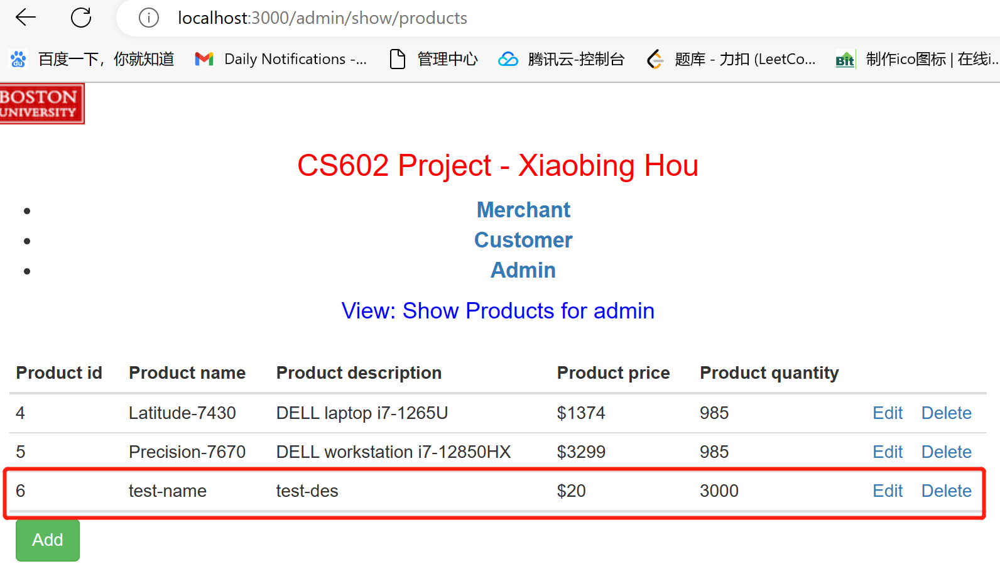 localhost:3000/admin/show/products
百度一下，你就知道 Daily Notifications -... 管理中心 腾讯云-控制台 题库 - 力扣 (LeetCo... Bit 制作ico图标 | 在线i...
BOSTON
UNIVERSITY
CS602 Project - Xiaobing Hou
Merchant
Customer
Admin
View: Show Products for admin
Product id Product name Product description Product price Product quantity
4 Latitude-7430 DELL laptop i7-1265U $1374 985 Edit Delete
5 Precision-7670 DELL workstation i7-12850HX $3299 985 Edit Delete
6 test-name test-des $20 3000 Edit Delete
Add